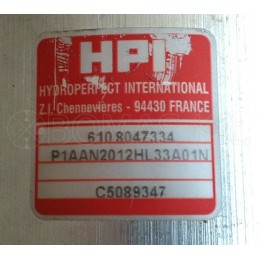 HPI
HYDROPERFECT INTERNATIONAL
Z.I. Chennevières - 94430 FRANCE
610 8047334
P1AAN2012HL33A01N
C5089347